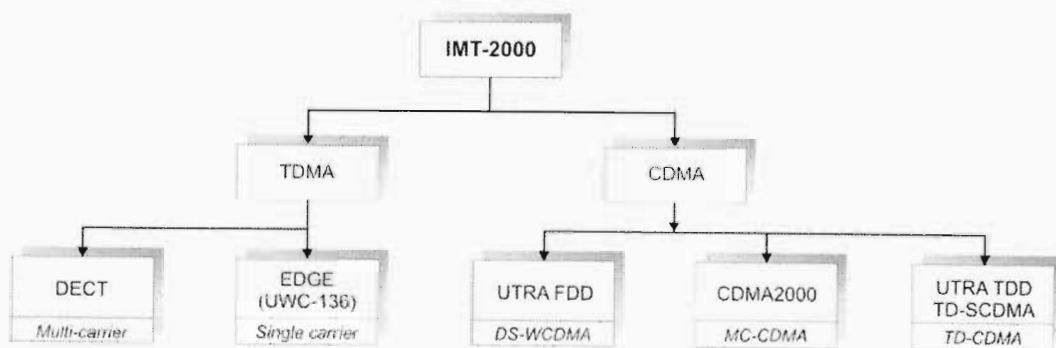 IMT-2000
TDMA
CDMA
DECT
Multi-carrier
EDGE
(UWC-136)
Single carrier
UTRA FDD
DS-WCDMA
CDMA2000
MC-CDMA
UTRA TDD
TD-SCDMA
TD-CDMA